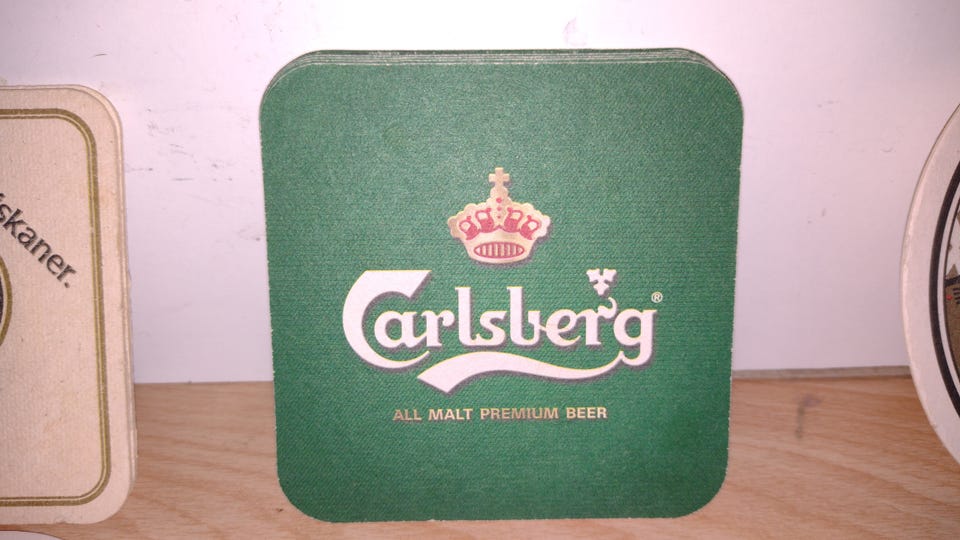 iskaner.
Carlsberg®
ALL MALT PREMIUM BEER